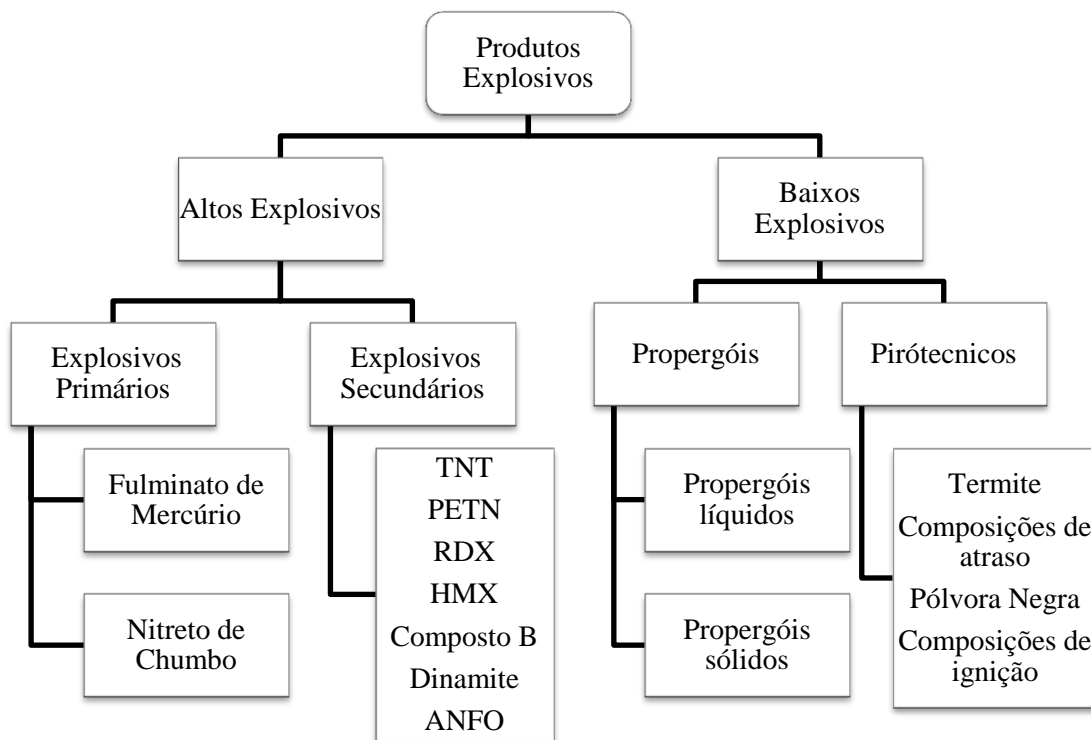 Produtos
Explosivos
Altos Explosivos
Baixos
Explosivos
Explosivos
Primários
Explosivos
Secundários
Propergóis
Pirótecnicos
Fulminato de
Mercúrio
Nitreto de
Chumbo
TNT
PETN
RDX
HMX
Composto B
Dinamite
ANFO
Propergóis
líquidos
Propergóis
sólidos
Termite
Composições de
atraso
Pólvora Negra
Composições de
ignição